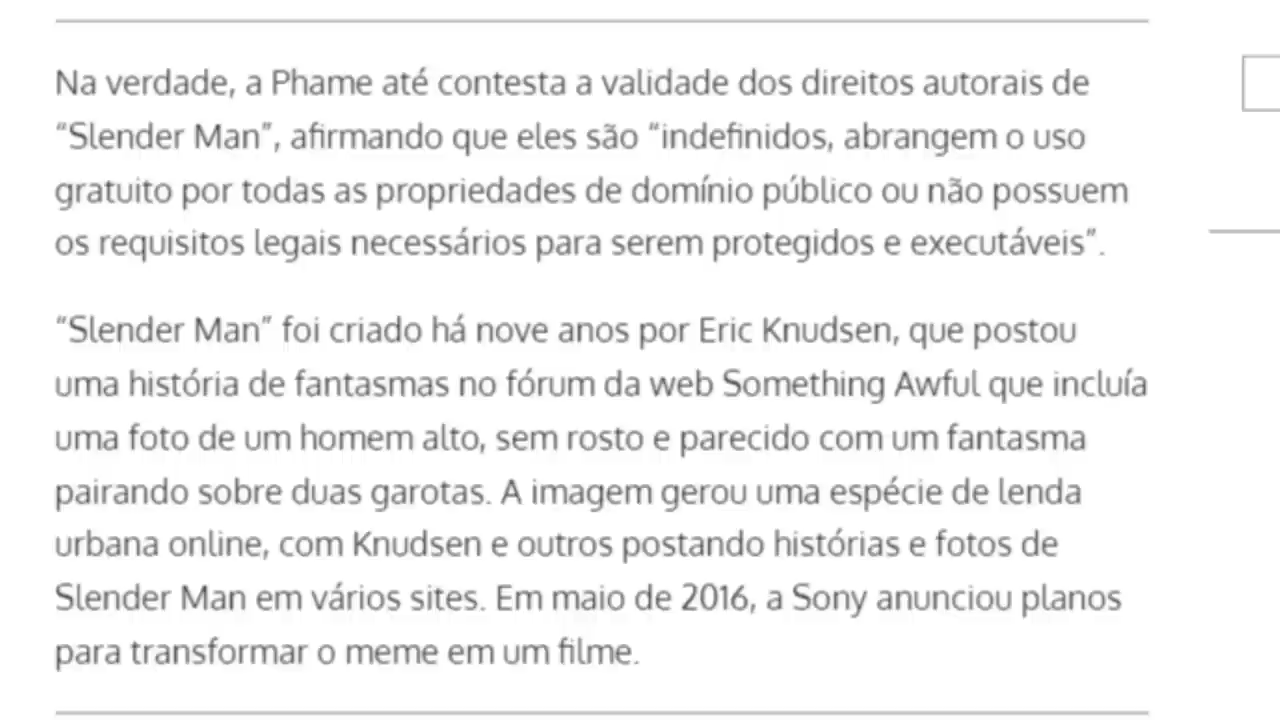 Na verdade, a Phame até contesta a validade dos direitos autorais de
“Slender Man”, afirmando que eles são “indefinidos, abrangem o uso
gratuito por todas as propriedades de domínio público ou não possuem
os requisitos legais necessários para serem protegidos e executáveis”.
“Slender Man” foi criado há nove anos por Eric Knudsen, que postou
uma história de fantasmas no fórum da web Something Awful que incluía
uma foto de um homem alto, sem rosto e parecido com um fantasma
pairando sobre duas garotas. A imagem gerou uma espécie de lenda
urbana online, com Knudsen e outros postando histórias e fotos de
Slender Man em vários sites. Em maio de 2016, a Sony anunciou planos
para transformar o meme em um filme.